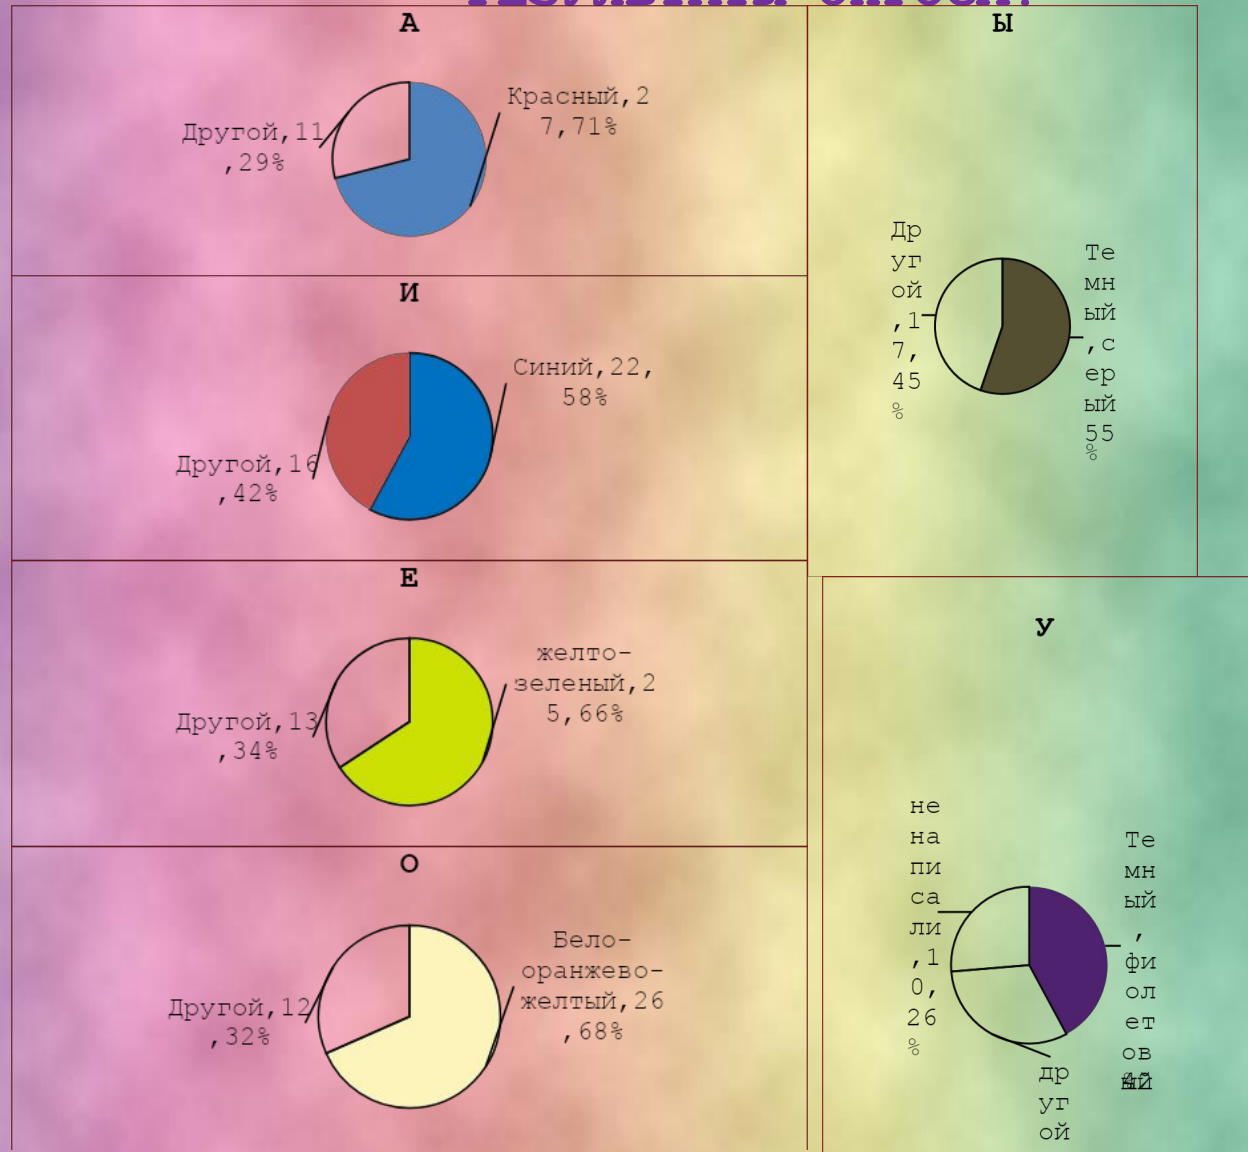 А
Красный,2
7,71%
Другой,11
,29%
И
Синий,22,
58%
Другой,16
,42%
Е
желто-
зеленый,2
5,66%
Другой,13
,34%
О
Бело-
оранжево-
желтый,26
,68%
Другой,12
,32%
Ы
Др
уг
ой
,1
7,
45
%
Те
мн
ый
,с
ер
ый
55
%
У
не
на
пи
са
ли
,1
0,
26
%
Те
мн
ый
,
фи
ол
ет
ов
др
уг
ой